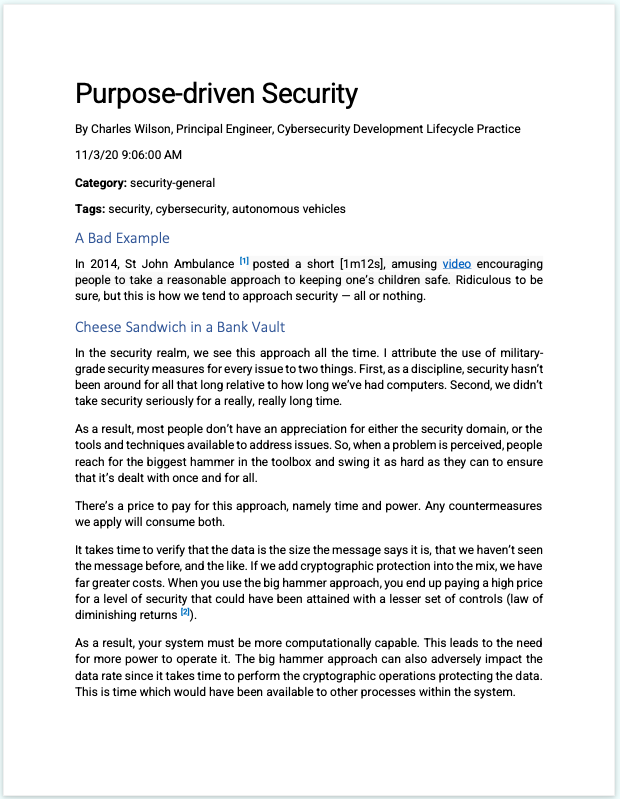 Purpose-driven Security
By Charles Wilson, Principal Engineer, Cybersecurity Development Lifecycle Practice
11/3/20 9:06:00 AM
Category: security-general
Tags: security, cybersecurity, autonomous vehicles
A Bad Example
In 2014, St John Ambulance [1] posted a short [1m12s], amusing video encouraging
people to take a reasonable approach to keeping one’s children safe. Ridiculous to be
sure, but this is how we tend to approach security — all or nothing.
Cheese Sandwich in a Bank Vault
In the security realm, we see this approach all the time. I attribute the use of military-
grade security measures for every issue to two things. First, as a discipline, security hasn’t
been around for all that long relative to how long we’ve had computers. Second, we didn’t
take security seriously for a really, really long time.
As a result, most people don’t have an appreciation for either the security domain, or the
tools and techniques available to address issues. So, when a problem is perceived, people
reach for the biggest hammer in the toolbox and swing it as hard as they can to ensure
that it’s dealt with once and for all.
There’s a price to pay for this approach, namely time and power. Any countermeasures
we apply will consume both.
It takes time to verify that the data is the size the message says it is, that we haven’t seen
the message before, and the like. If we add cryptographic protection into the mix, we have
far greater costs. When you use the big hammer approach, you end up paying a high price
for a level of security that could have been attained with a lesser set of controls (law of
diminishing returns [2]).
As a result, your system must be more computationally capable. This leads to the need
for more power to operate it. The big hammer approach can also adversely impact the
data rate since it takes time to perform the cryptographic operations protecting the data.
This is time which would have been available to other processes within the system.